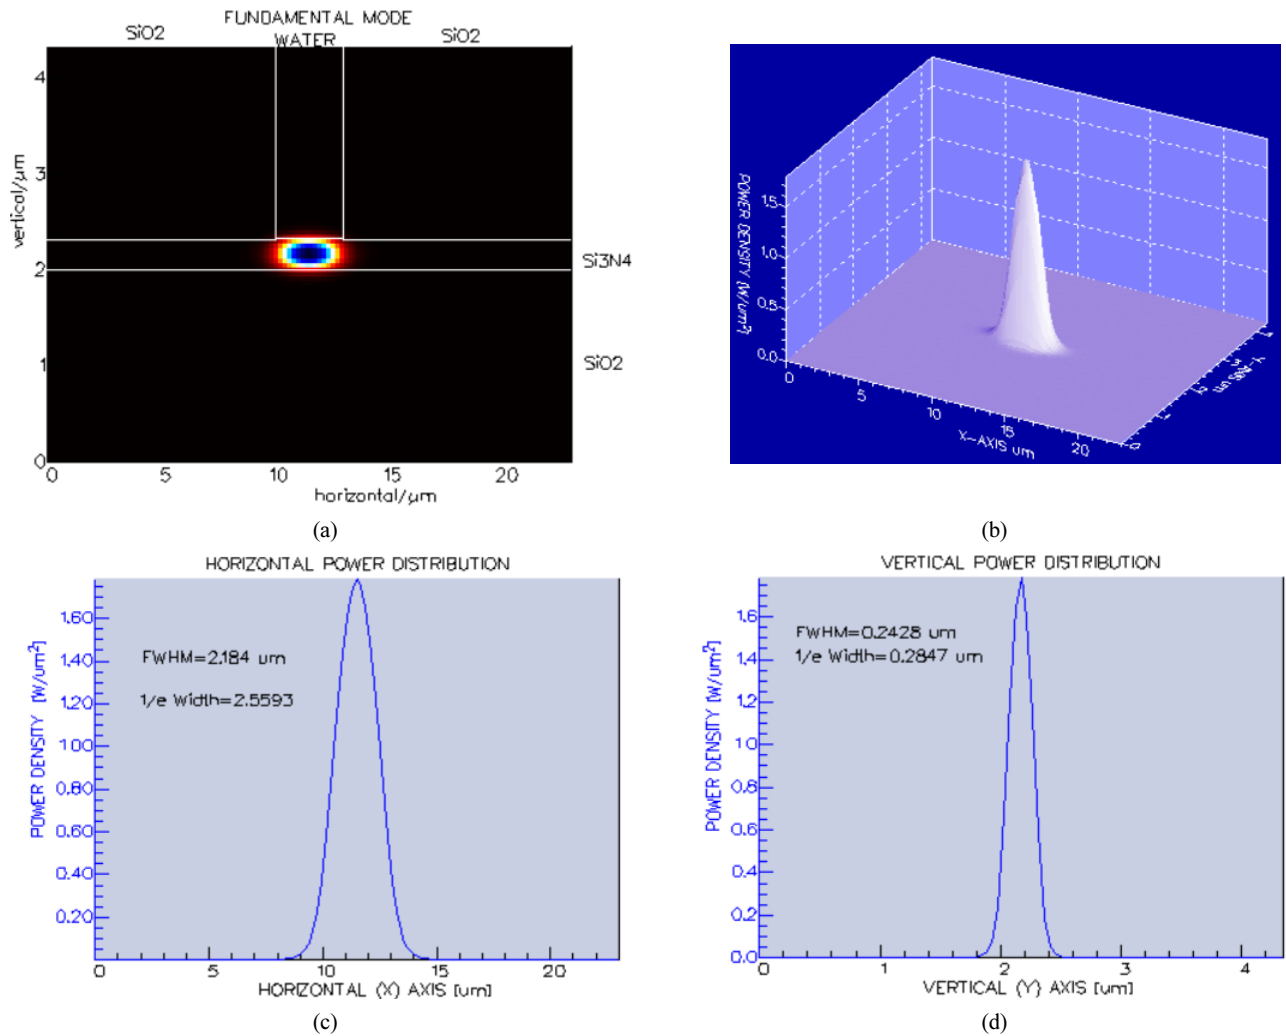 FUNDAMENTAL MODE
SiO2
WATER
SiO2
4
3
2
1
0
vertical/μm
Si3N4
SiO2
0
5
10
15
20
horizontal/μm
(a)
POWER DENSITY [W/um²]
1.5
1.0
0.5
0.0
0
5
10
15
20
X-AXIS um
0
Y-AXIS um
(b)
HORIZONTAL POWER DISTRIBUTION
1.60
1.40
1.20
1.00
0.80
0.60
0.40
0.20
POWER DENSITY [W/um²]
FWHM=2.184 um
1/e Width=2.5593
0
5
10
15
20
HORIZONTAL (X) AXIS [um]
(c)
VERTICAL POWER DISTRIBUTION
1.6
1.4
1.2
1.0
0.8
0.6
0.4
0.2
0.0
POWER DENSITY [W/um²]
FWHM=0.2428 um
1/e Width=0.2847 um
0
1
2
3
4
VERTICAL (Y) AXIS [um]
(d)